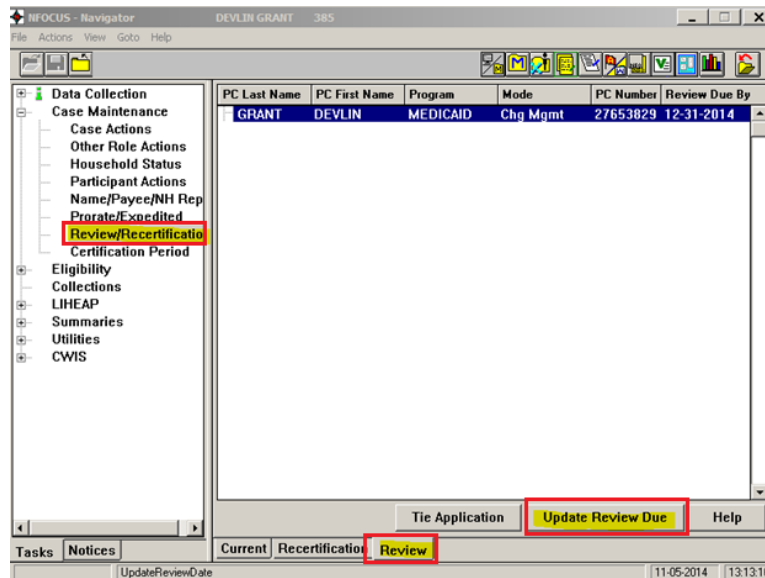 NFOCUS - Navigator DEVLIN GRANT 385
File Actions View Goto Help
Data Collection
Case Maintenance
Case Actions
Other Role Actions
Household Status
Participant Actions
Name/Payee/NH Rep
Prorate/Expedited
Review/Recertificatio
Certification Period
Eligibility
Collections
LIHEAP
Summaries
Utilities
CWIS
Tasks Notices
PC Last Name PC First Name Program Mode PC Number Review Due By
GRANT DEVLIN MEDICAID Chg Mgmt 27653829 12-31-2014
Tie Application Update Review Due Help
Current Recertification Review
UpdateReviewDate 11-05-2014 13:13:10